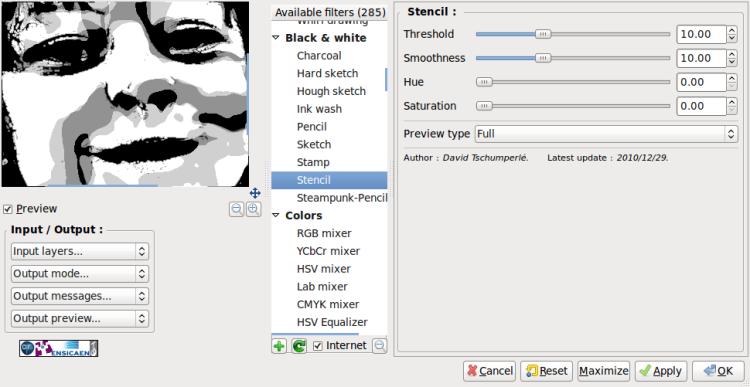 Available filters (285)
Black & white
Charcoal
Hard sketch
Hough sketch
Ink wash
Pencil
Sketch
Stamp
Stencil
Steampunk-Pencil
Colors
RGB mixer
YCbCr mixer
HSV mixer
Lab mixer
CMYK mixer
HSV Equalizer
Internet
Preview
Input / Output :
Input layers...
Output mode...
Output messages...
Output preview...
ENSICAEN
Stencil :
Threshold 10.00
Smoothness 10.00
Hue 0.00
Saturation 0.00
Preview type Full
Author : David Tschumperlé. Latest update : 2010/12/29.
Cancel Reset Maximize Apply OK